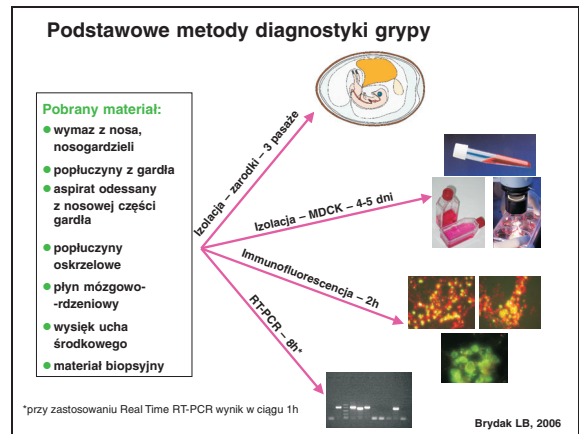 Podstawowe metody diagnostyki grypy
Pobrany materiał:
wymaz z nosa,
nosogardzieli
popłuczyny z gardła
aspirat odessany
z nosowej części
gardła
popłuczyny
oskrzelowe
płyn mózgowo-
-rdzeniowy
wysięk ucha
środkowego
materiał biopsyjny
Izolacja – zarodki – 3 pasaże
Izolacja – MDCK – 4-5 dni
Immunofluorescencja – 2h
RT-PCR – 8h*
*przy zastosowaniu Real Time RT-PCR wynik w ciągu 1h
Brydak LB, 2006